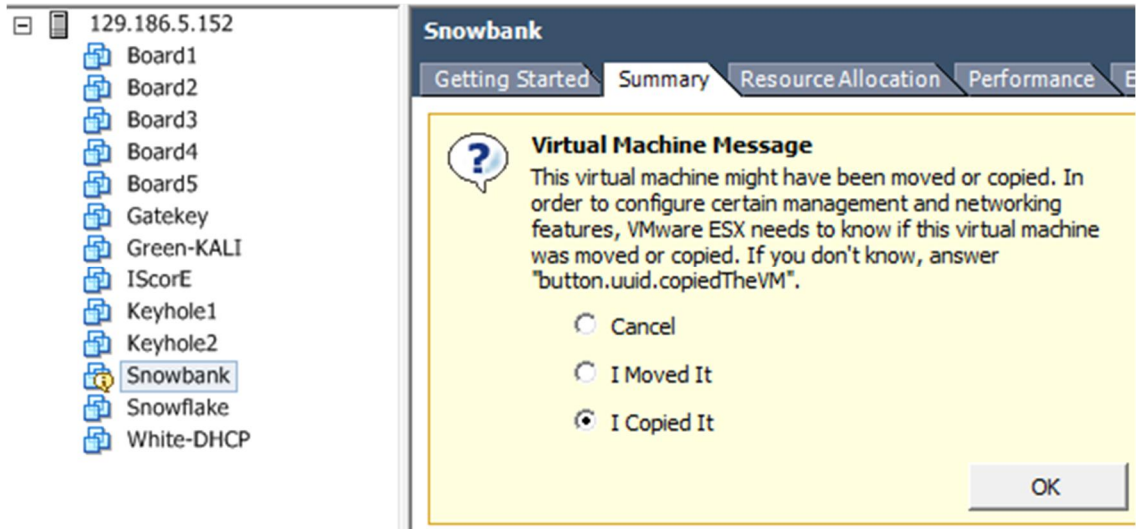 129.186.5.152
Board1
Board2
Board3
Board4
Board5
Gatekey
Green-KALI
IScorE
Keyhole1
Keyhole2
Snowbank
Snowflake
White-DHCP
Snowbank
Getting Started Summary Resource Allocation Performance E
Virtual Machine Message
This virtual machine might have been moved or copied. In
order to configure certain management and networking
features, VMware ESX needs to know if this virtual machine
was moved or copied. If you don't know, answer
"button.uuid.copiedTheVM".
Cancel
I Moved It
I Copied It
OK